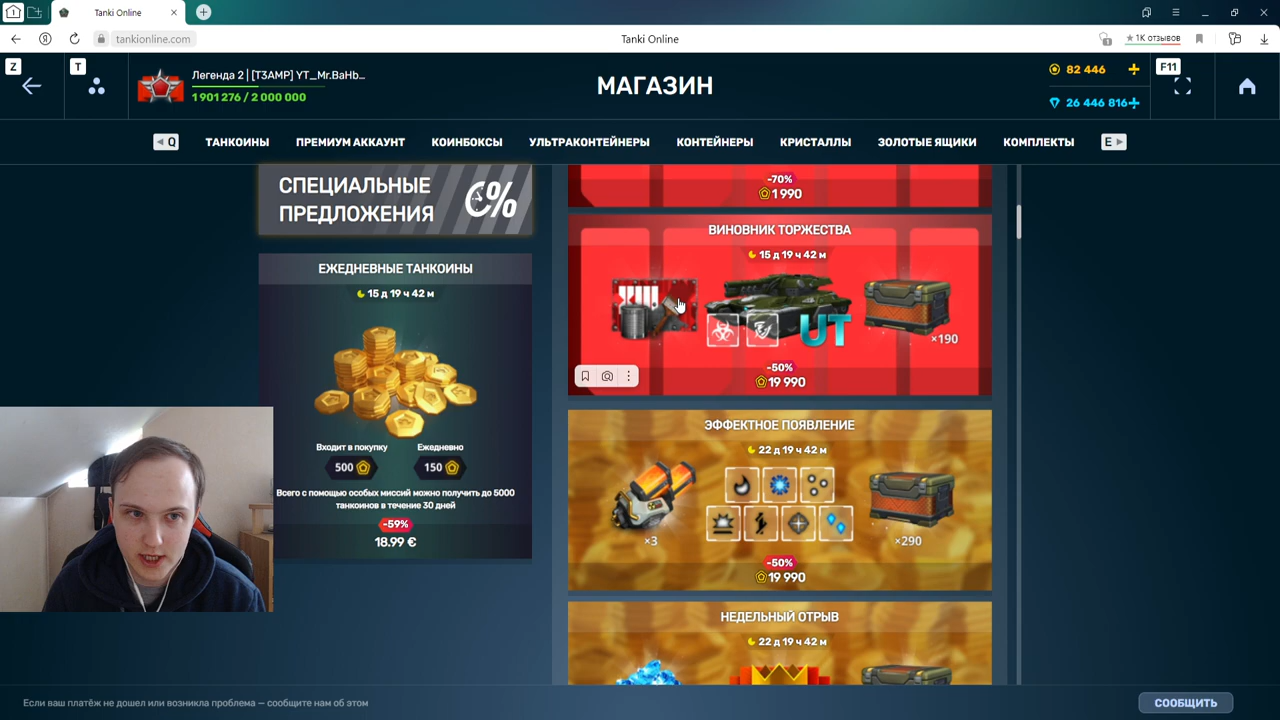 Tanki Online
tankionline.com
Tanki Online
1K отзывов
Z
T
Легенда 2 | [T3AMP] YT_Mr.BaHb...
1 901 276 / 2 000 000
МАГАЗИН
82 446
26 446 816
F11
Q
ТАНКОИНЫ
ПРЕМИУМ АККАУНТ
КОИНБОКСЫ
УЛЬТРАКОНТЕЙНЕРЫ
КОНТЕЙНЕРЫ
КРИСТАЛЛЫ
ЗОЛОТЫЕ ЯЩИКИ
КОМПЛЕКТЫ
E
СПЕЦИАЛЬНЫЕ
ПРЕДЛОЖЕНИЯ
%
ЕЖЕДНЕВНЫЕ ТАНКОИНЫ
15 д 19 ч 42 м
Входит в покупку
Ежедневно
500
150
Всего с помощью особых миссий можно получить до 5000
танкоинов в течение 30 дней
-59%
18.99 €
-70%
1 990
ВИНОВНИК ТОРЖЕСТВА
15 д 19 ч 42 м
UT
×190
-50%
19 990
ЭФФЕКТНОЕ ПОЯВЛЕНИЕ
22 д 19 ч 42 м
×3
×290
-50%
19 990
НЕДЕЛЬНЫЙ ОТРЫВ
22 д 19 ч 42 м
Если ваш платёж не дошел или возникла проблема — сообщите нам об этом
СООБЩИТЬ